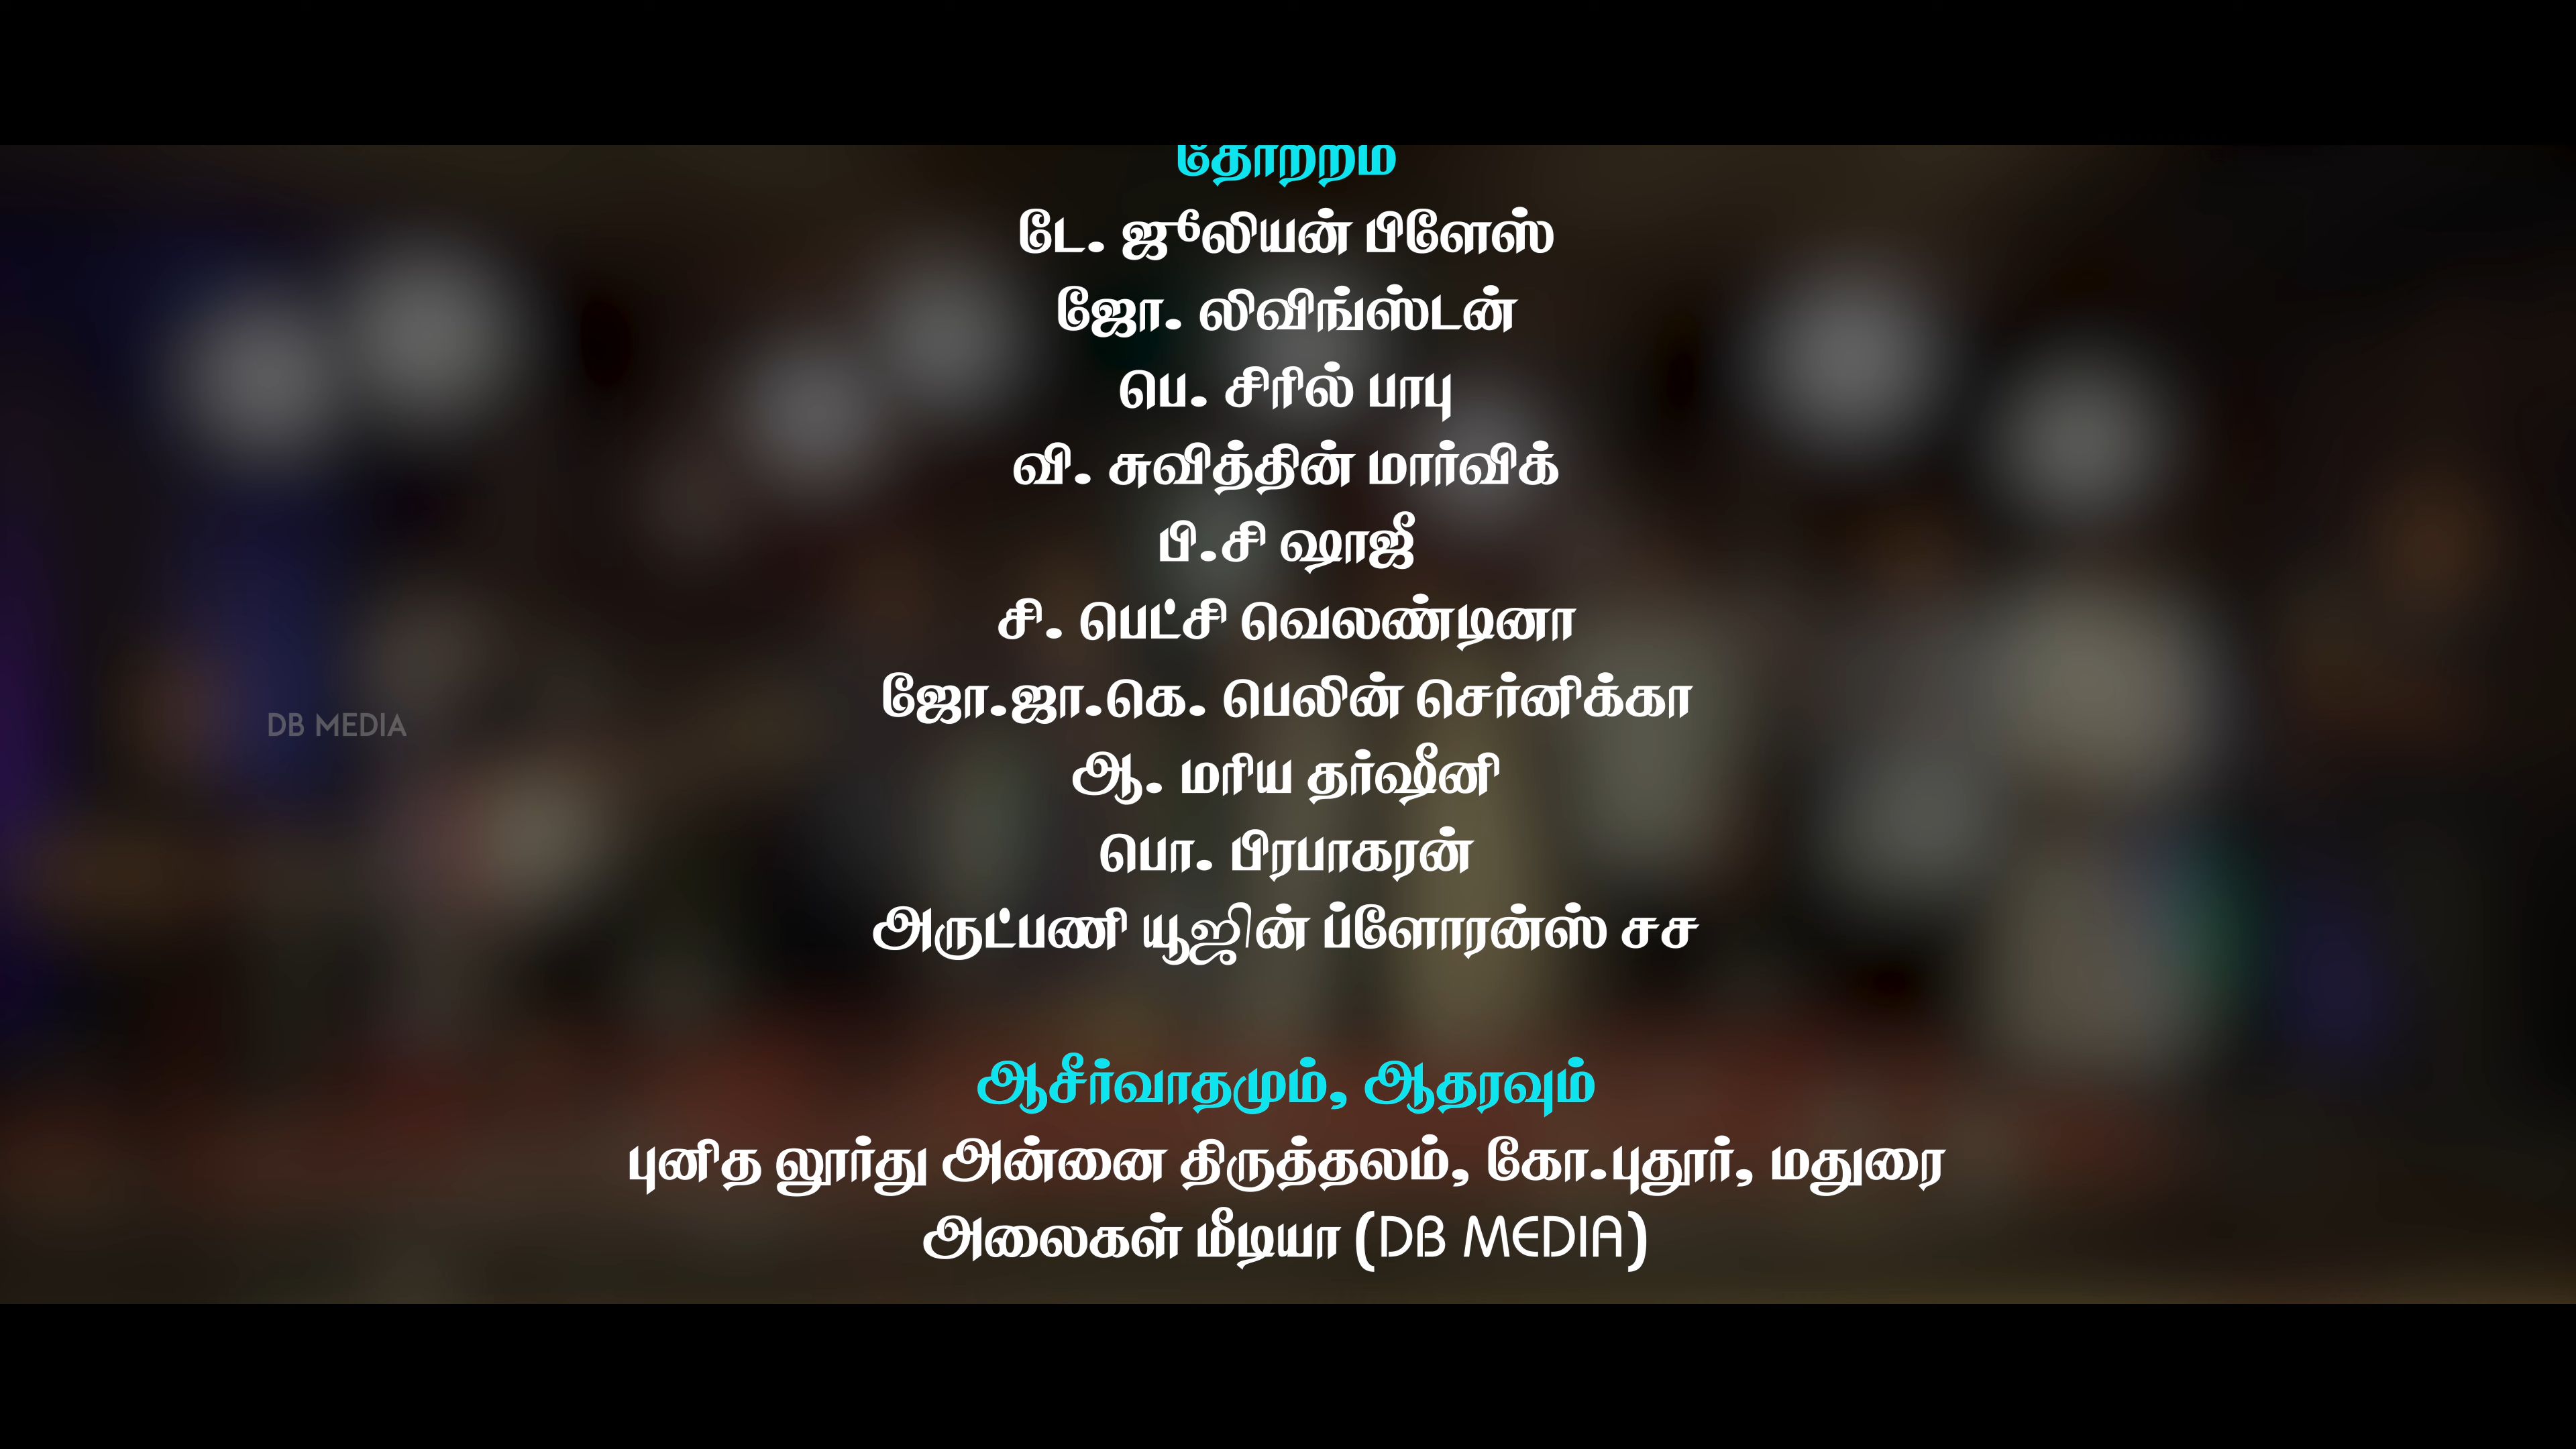 தோற்றம்
டே. ஜூலியன் பிளேஸ்
ஜோ. லிவிங்ஸ்டன்
பெ. சிரில் பாபு
வி. சுவித்தின் மார்விக்
பி.சி ஷாஜீ
சி. பெட்சி வெலண்டினா
ஜோ.ஜா.கெ. பெலின் செர்னிக்கா
DB MEDIA
ஆ. மரிய தர்ஷீனி
பொ. பிரபாகரன்
அருட்பணி யூஜின் ப்ளோரன்ஸ் சச
ஆசீர்வாதமும், ஆதரவும்
புனித லூர்து அன்னை திருத்தலம், கோ.புதூர், மதுரை
அலைகள் மீடியா (DB MEDIA)